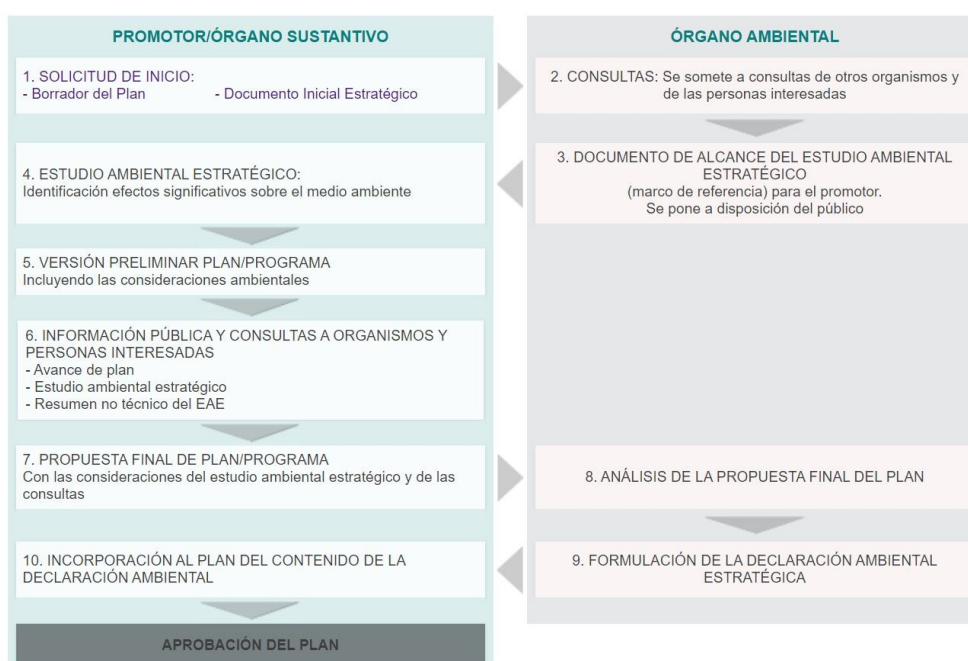 PROMOTOR/ÓRGANO SUSTANTIVO
ÓRGANO AMBIENTAL
1. SOLICITUD DE INICIO:
- Borrador del Plan - Documento Inicial Estratégico
2. CONSULTAS: Se somete a consultas de otros organismos y
de las personas interesadas
3. DOCUMENTO DE ALCANCE DEL ESTUDIO AMBIENTAL
ESTRATÉGICO
(marco de referencia) para el promotor.
Se pone a disposición del público
4. ESTUDIO AMBIENTAL ESTRATÉGICO:
Identificación efectos significativos sobre el medio ambiente
5. VERSIÓN PRELIMINAR PLAN/PROGRAMA
Incluyendo las consideraciones ambientales
6. INFORMACIÓN PÚBLICA Y CONSULTAS A ORGANISMOS Y
PERSONAS INTERESADAS
- Avance de plan
- Estudio ambiental estratégico
- Resumen no técnico del EAE
7. PROPUESTA FINAL DE PLAN/PROGRAMA
Con las consideraciones del estudio ambiental estratégico y de las
consultas
8. ANÁLISIS DE LA PROPUESTA FINAL DEL PLAN
9. FORMULACIÓN DE LA DECLARACIÓN AMBIENTAL
ESTRATÉGICA
10. INCORPORACIÓN AL PLAN DEL CONTENIDO DE LA
DECLARACIÓN AMBIENTAL
APROBACIÓN DEL PLAN